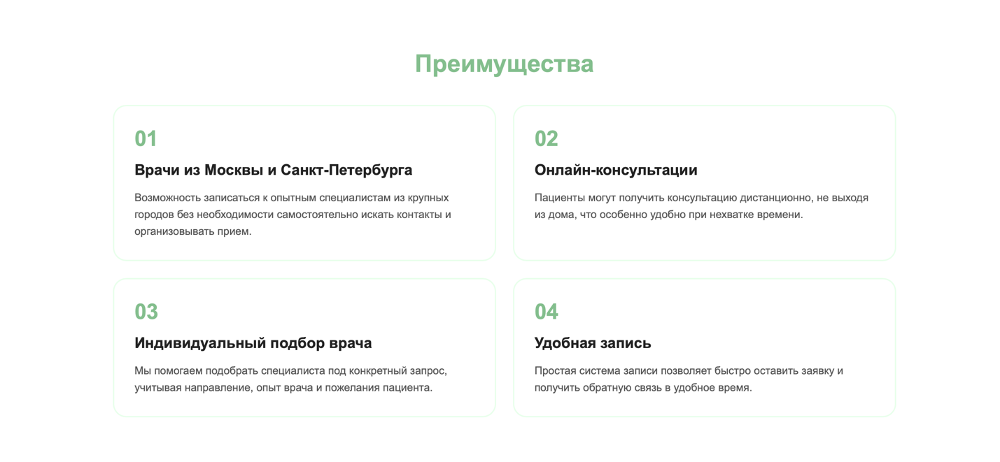 Преимущества
01
Врачи из Москвы и Санкт-Петербурга
Возможность записаться к опытным специалистам из крупных
городов без необходимости самостоятельно искать контакты и
организовывать прием.
02
Онлайн-консультации
Пациенты могут получить консультацию дистанционно, не выходя
из дома, что особенно удобно при нехватке времени.
03
Индивидуальный подбор врача
Мы помогаем подобрать специалиста под конкретный запрос,
учитывая направление, опыт врача и пожелания пациента.
04
Удобная запись
Простая система записи позволяет быстро оставить заявку и
получить обратную связь в удобное время.